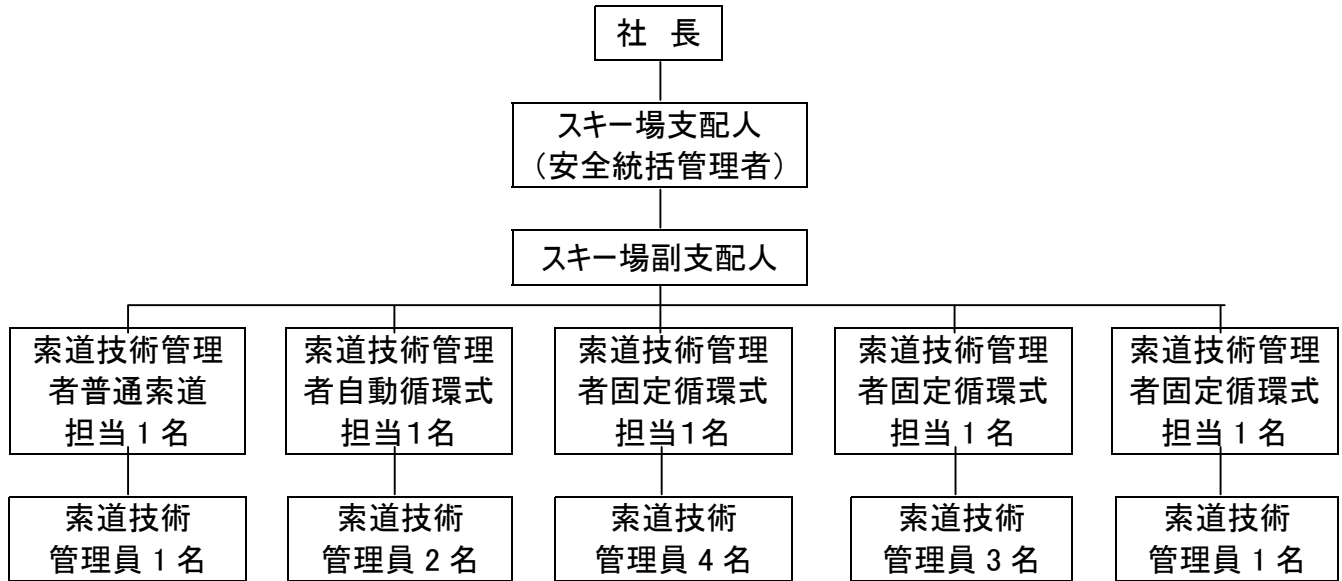 社 長
スキー場支配人
（安全統括管理者）
スキー場副支配人
索道技術管理
者普通索道
担当１名
索道技術管理
者自動循環式
担当１名
索道技術管理
者固定循環式
担当１名
索道技術管理
者固定循環式
担当１名
索道技術管理
者固定循環式
担当１名
索道技術
管理員１名
索道技術
管理員２名
索道技術
管理員４名
索道技術
管理員３名
索道技術
管理員１名